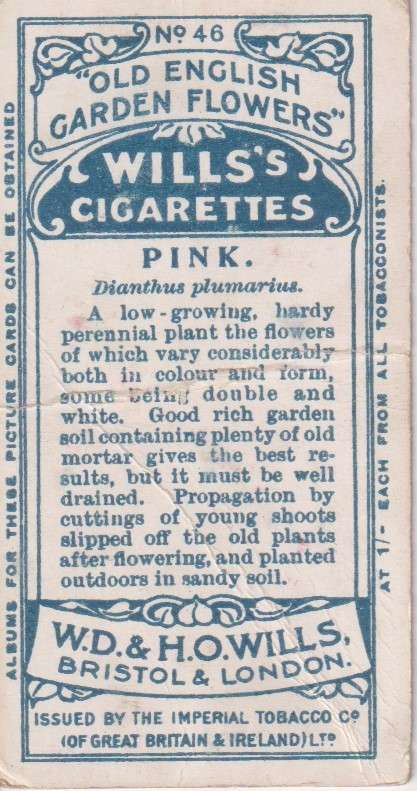 No 46
"OLD ENGLISH
GARDEN FLOWERS"
WILLS'S
CIGARETTES
PINK.
Dianthus plumarius.
A low-growing, hardy
perennial plant the flowers
of which vary considerably
both in colour and form,
some being double and
white. Good rich garden
soil containing plenty of old
mortar gives the best re-
sults, but it must be well
drained. Propagation by
cuttings of young shoots
slipped off the old plants
after flowering, and planted
outdoors in sandy soil.
W.D. & H.O. WILLS,
BRISTOL & LONDON.
ISSUED BY THE IMPERIAL TOBACCO Co
(OF GREAT BRITAIN & IRELAND) LTD
ALBUMS FOR THESE PICTURE CARDS CAN BE OBTAINED
AT 1/- EACH FROM ALL TOBACCONISTS.